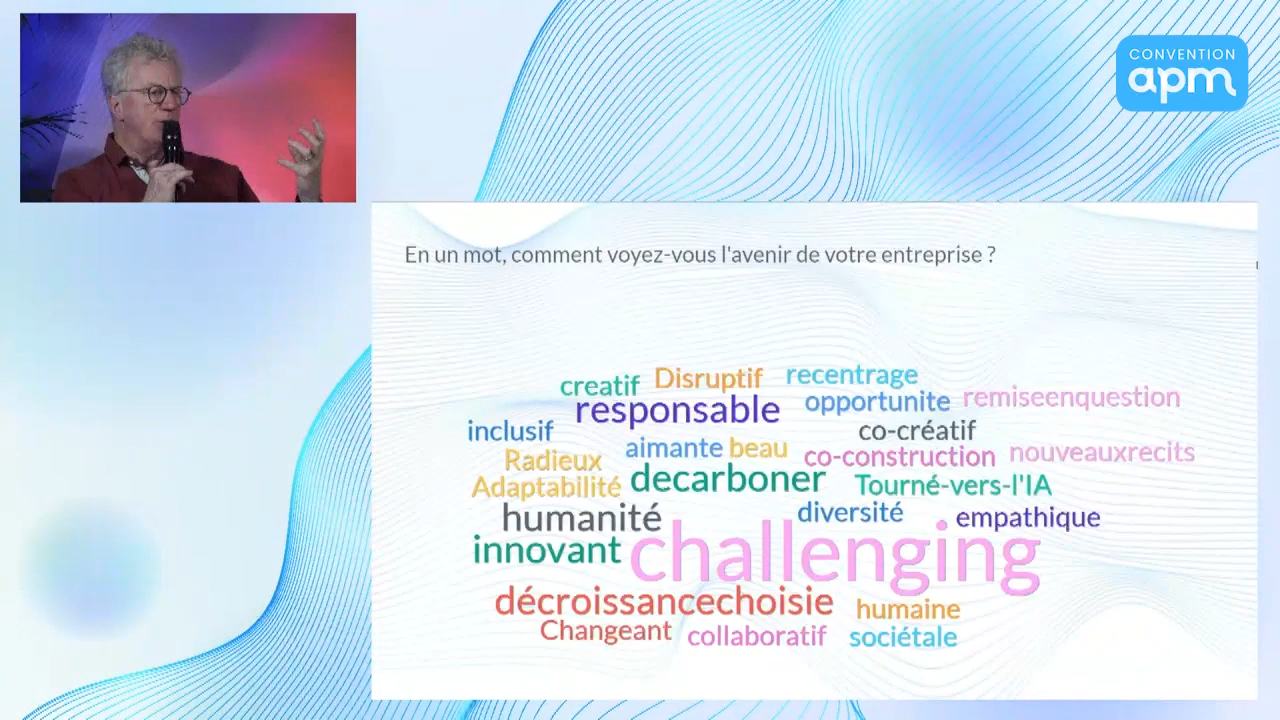 CONVENTION
apm
En un mot, comment voyez-vous l'avenir de votre entreprise ?
creatif Disruptif recentrage
responsable opportunite remiseenquestion
inclusif aimante beau co-créatif
Radieux co-construction nouveauxrecits
Adaptabilité decarboner Tourné-vers-l'IA
humanité diversité empathique
innovant challenging
décroissancechoisie humaine
Changeant collaboratif sociétale